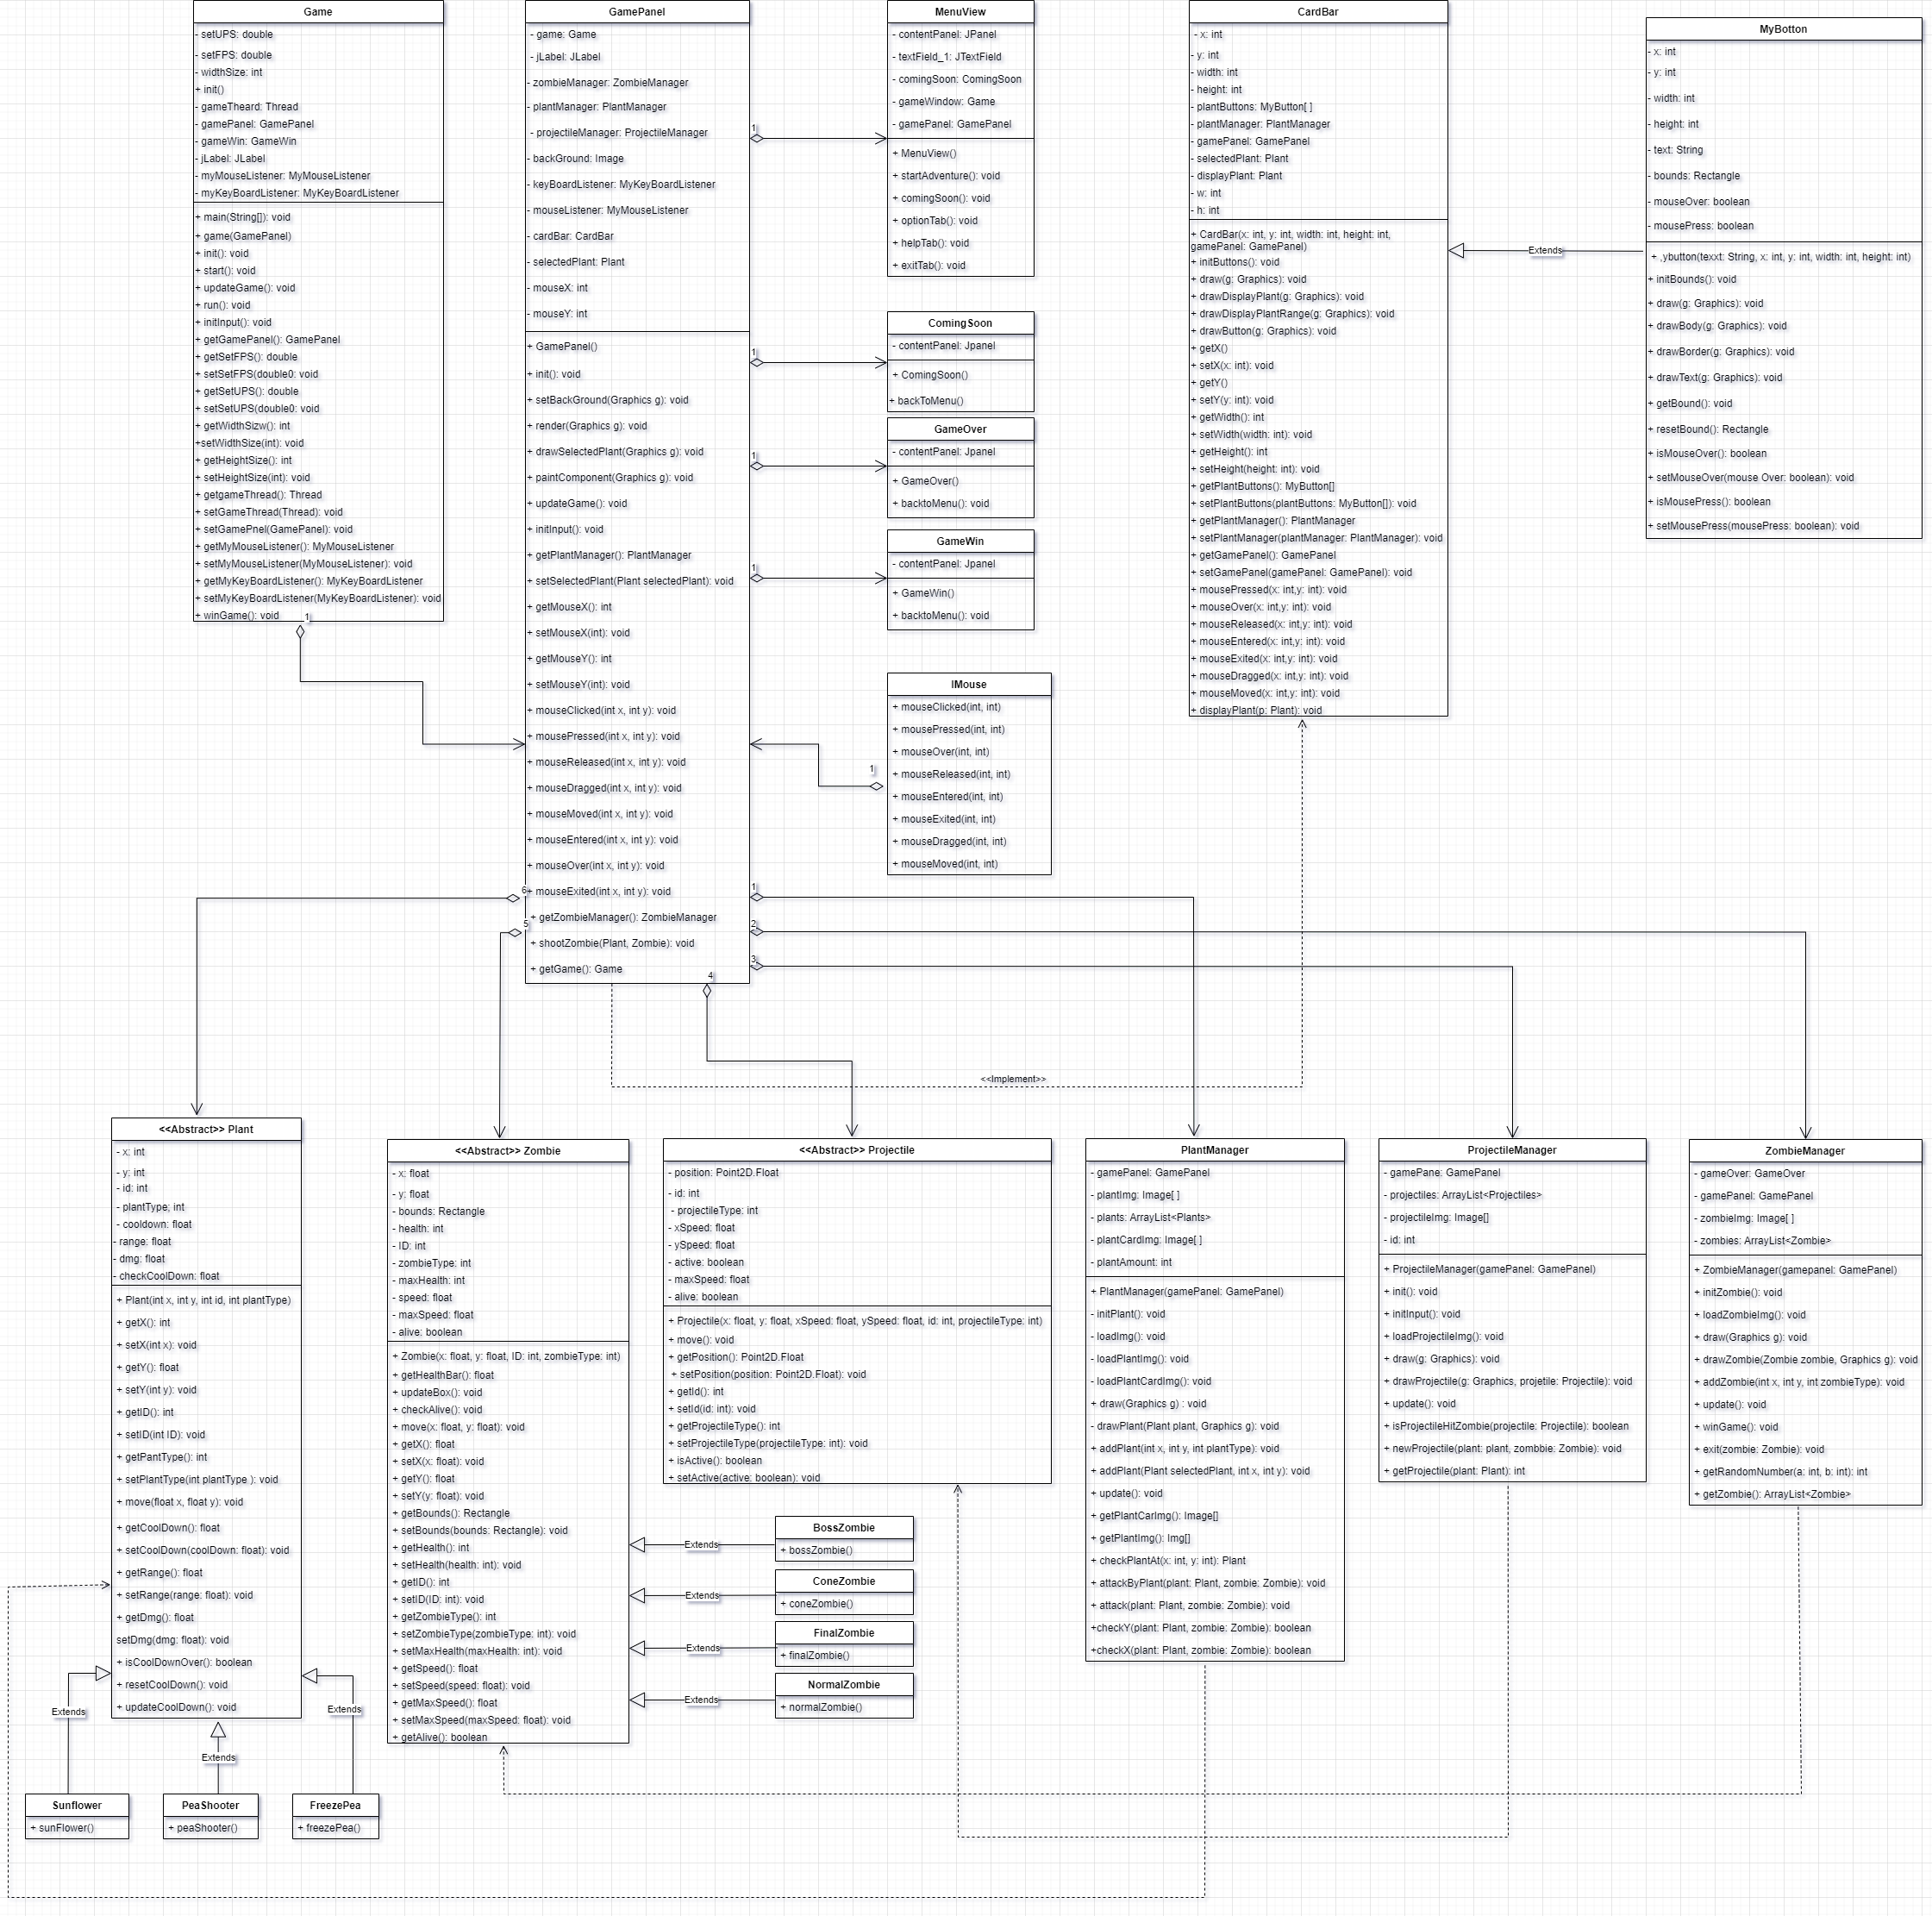 Game
- setUPS: double
- setFPS: double
- widthSize: int
+ init()
- gameTheard: Thread
- gamePanel: GamePanel
- gameWin: GameWin
- jLabel: JLabel
- myMouseListener: MyMouseListener
- myKeyBoardListener: MyKeyBoardListener
+ main(String[]): void
+ game(GamePanel)
+ init(): void
+ start(): void
+ updateGame(): void
+ run(): void
+ initInput(): void
+ getGamePanel(): GamePanel
+ getSetFPS(): double
+ setSetFPS(double0: void
+ getSetUPS(): double
+ setSetUPS(double0: void
+ getWidthSizw(): int
+setWidthSize(int): void
+ getHeightSize(): int
+ setHeightSize(int): void
+ getgameThread(): Thread
+ setGameThread(Thread): void
+ setGamePnel(GamePanel): void
+ getMyMouseListener(): MyMouseListener
+ setMyMouseListener(MyMouseListener): void
+ getMyKeyBoardListener(): MyKeyBoardListener
+ setMyKeyBoardListener(MyKeyBoardListener): void
+ winGame(): void
1
GamePanel
- game: Game
- jLabel: JLabel
- zombieManager: ZombieManager
- plantManager: PlantManager
- projectileManager: ProjectileManager
- backGround: Image
- keyBoardListener: MyKeyBoardListener
- mouseListener: MyMouseListener
- cardBar: CardBar
- selectedPlant: Plant
- mouseX: int
- mouseY: int
+ GamePanel()
+ init(): void
+ setBackGround(Graphics g): void
+ render(Graphics g): void
+ drawSelectedPlant(Graphics g): void
+ paintComponent(Graphics g): void
+ updateGame(): void
+ initInput(): void
+ getPlantManager(): PlantManager
+ setSelectedPlant(Plant selectedPlant): void
+ getMouseX(): int
+ setMouseX(int): void
+ getMouseY(): int
+ setMouseY(int): void
+ mouseClicked(int x, int y): void
+ mousePressed(int x, int y): void
+ mouseReleased(int x, int y): void
+ mouseDragged(int x, int y): void
+ mouseMoved(int x, int y): void
+ mouseEntered(int x, int y): void
+ mouseOver(int x, int y): void
+ mouseExited(int x, int y): void
+ getZombieManager(): ZombieManager
+ shootZombie(Plant, Zombie): void
+ getGame(): Game
1
1
1
1
1
1
2
3
4
5
6
MenuView
- contentPanel: JPanel
- textField_1: JTextField
- comingSoon: ComingSoon
- gameWindow: Game
- gamePanel: GamePanel
+ MenuView()
+ startAdventure(): void
+ comingSoon(): void
+ optionTab(): void
+ helpTab(): void
+ exitTab(): void
ComingSoon
- contentPanel: Jpanel
+ ComingSoon()
+ backToMenu()
GameOver
- contentPanel: Jpanel
+ GameOver()
+ backtoMenu(): void
GameWin
- contentPanel: Jpanel
+ GameWin()
+ backtoMenu(): void
IMouse
+ mouseClicked(int, int)
+ mousePressed(int, int)
+ mouseOver(int, int)
+ mouseReleased(int, int)
+ mouseEntered(int, int)
+ mouseExited(int, int)
+ mouseDragged(int, int)
+ mouseMoved(int, int)
CardBar
- x: int
- y: int
- width: int
- height: int
- plantButtons: MyButton[ ]
- plantManager: PlantManager
- gamePanel: GamePanel
- selectedPlant: Plant
- displayPlant: Plant
- w: int
- h: int
+ CardBar(x: int, y: int, width: int, height: int,
gamePanel: GamePanel)
+ initButtons(): void
+ draw(g: Graphics): void
+ drawDisplayPlant(g: Graphics): void
+ drawDisplayPlantRange(g: Graphics): void
+ drawButton(g: Graphics): void
+ getX()
+ setX(x: int): void
+ getY()
+ setY(y: int): void
+ getWidth(): int
+ setWidth(width: int): void
+ getHeight(): int
+ setHeight(height: int): void
+ getPlantButtons(): MyButton[]
+ setPlantButtons(plantButtons: MyButton[]): void
+ getPlantManager(): PlantManager
+ setPlantManager(plantManager: PlantManager): void
+ getGamePanel(): GamePanel
+ setGamePanel(gamePanel: GamePanel): void
+ mousePressed(x: int,y: int): void
+ mouseOver(x: int,y: int): void
+ mouseReleased(x: int,y: int): void
+ mouseEntered(x: int,y: int): void
+ mouseExited(x: int,y: int): void
+ mouseDragged(x: int,y: int): void
+ mouseMoved(x: int,y: int): void
+ displayPlant(p: Plant): void
Extends
MyBotton
- x: int
- y: int
- width: int
- height: int
- text: String
- bounds: Rectangle
- mouseOver: boolean
- mousePress: boolean
+ ,ybutton(texxt: String, x: int, y: int, width: int, height: int)
+ initBounds(): void
+ draw(g: Graphics): void
+ drawBody(g: Graphics): void
+ drawBorder(g: Graphics): void
+ drawText(g: Graphics): void
+ getBound(): void
+ resetBound(): Rectangle
+ isMouseOver(): boolean
+ setMouseOver(mouse Over: boolean): void
+ isMousePress(): boolean
+ setMousePress(mousePress: boolean): void
<<Implement>>
<<Abstract>> Plant
- x: int
- y: int
- id: int
- plantType; int
- cooldown: float
- range: float
- dmg: float
- checkCoolDown: float
+ Plant(int x, int y, int id, int plantType)
+ getX(): int
+ setX(int x): void
+ getY(): float
+ setY(int y): void
+ getID(): int
+ setID(int ID): void
+ getPantType(): int
+ setPlantType(int plantType ): void
+ move(float x, float y): void
+ getCoolDown(): float
+ setCoolDown(coolDown: float): void
+ getRange(): float
+ setRange(range: float): void
+ getDmg(): float
setDmg(dmg: float): void
+ isCoolDownOver(): boolean
+ resetCoolDown(): void
+ updateCoolDown(): void
Extends
Extends
Extends
Sunflower
+ sunFlower()
PeaShooter
+ peaShooter()
FreezePea
+ freezePea()
<<Abstract>> Zombie
- x: float
- y: float
- bounds: Rectangle
- health: int
- ID: int
- zombieType: int
- maxHealth: int
- speed: float
- maxSpeed: float
- alive: boolean
+ Zombie(x: float, y: float, ID: int, zombieType: int)
+ getHealthBar(): float
+ updateBox(): void
+ checkAlive(): void
+ move(x: float, y: float): void
+ getX(): float
+ setX(x: float): void
+ getY(): float
+ setY(y: float): void
+ getBounds(): Rectangle
+ setBounds(bounds: Rectangle): void
+ getHealth(): int
+ setHealth(health: int): void
+ getID(): int
+ setID(ID: int): void
+ getZombieType(): int
+ setZombieType(zombieType: int): void
+ setMaxHealth(maxHealth: int): void
+ getSpeed(): float
+ setSpeed(speed: float): void
+ getMaxSpeed(): float
+ setMaxSpeed(maxSpeed: float): void
+ getAlive(): boolean
Extends
Extends
Extends
Extends
BossZombie
+ bossZombie()
ConeZombie
+ coneZombie()
FinalZombie
+ finalZombie()
NormalZombie
+ normalZombie()
<<Abstract>> Projectile
- position: Point2D.Float
- id: int
- projectileType: int
- xSpeed: float
- ySpeed: float
- active: boolean
- maxSpeed: float
- alive: boolean
+ Projectile(x: float, y: float, xSpeed: float, ySpeed: float, id: int, projectileType: int)
+ move(): void
+ getPosition(): Point2D.Float
+ setPosition(position: Point2D.Float): void
+ getId(): int
+ setId(id: int): void
+ getProjectileType(): int
+ setProjectileType(projectileType: int): void
+ isActive(): boolean
+ setActive(active: boolean): void
PlantManager
- gamePanel: GamePanel
- plantImg: Image[ ]
- plants: ArrayList<Plants>
- plantCardImg: Image[ ]
- plantAmount: int
+ PlantManager(gamePanel: GamePanel)
- initPlant(): void
- loadImg(): void
- loadPlantImg(): void
- loadPlantCardImg(): void
+ draw(Graphics g) : void
- drawPlant(Plant plant, Graphics g): void
+ addPlant(int x, int y, int plantType): void
+ addPlant(Plant selectedPlant, int x, int y): void
+ update(): void
+ getPlantCarImg(): Image[]
+ getPlantImg(): Img[]
+ checkPlantAt(x: int, y: int): Plant
+ attackByPlant(plant: Plant, zombie: Zombie): void
+ attack(plant: Plant, zombie: Zombie): void
+checkY(plant: Plant, zombie: Zombie): boolean
+checkX(plant: Plant, zombie: Zombie): boolean
ProjectileManager
- gamePane: GamePanel
- projectiles: ArrayList<Projectiles>
- projectileImg: Image[]
- id: int
+ ProjectileManager(gamePanel: GamePanel)
+ init(): void
+ initInput(): void
+ loadProjectileImg(): void
+ draw(g: Graphics): void
+ drawProjectile(g: Graphics, projetile: Projectile): void
+ update(): void
+ isProjectileHitZombie(projectile: Projectile): boolean
+ newProjectile(plant: plant, zombbie: Zombie): void
+ getProjectile(plant: Plant): int
ZombieManager
- gameOver: GameOver
- gamePanel: GamePanel
- zombieImg: Image[ ]
- zombies: ArrayList<Zombie>
+ ZombieManager(gamepanel: GamePanel)
+ initZombie(): void
+ loadZombieImg(): void
+ draw(Graphics g): void
+ drawZombie(Zombie zombie, Graphics g): void
+ addZombie(int x, int y, int zombieType): void
+ update(): void
+ winGame(): void
+ exit(zombie: Zombie): void
+ getRandomNumber(a: int, b: int): int
+ getZombie(): ArrayList<Zombie>